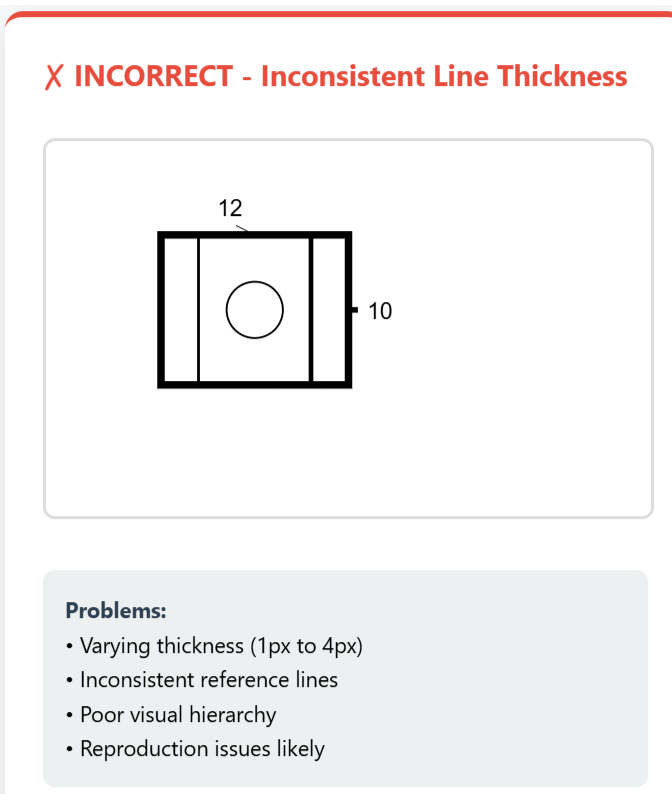 ✗ INCORRECT - Inconsistent Line Thickness
12
10
Problems:
• Varying thickness (1px to 4px)
• Inconsistent reference lines
• Poor visual hierarchy
• Reproduction issues likely